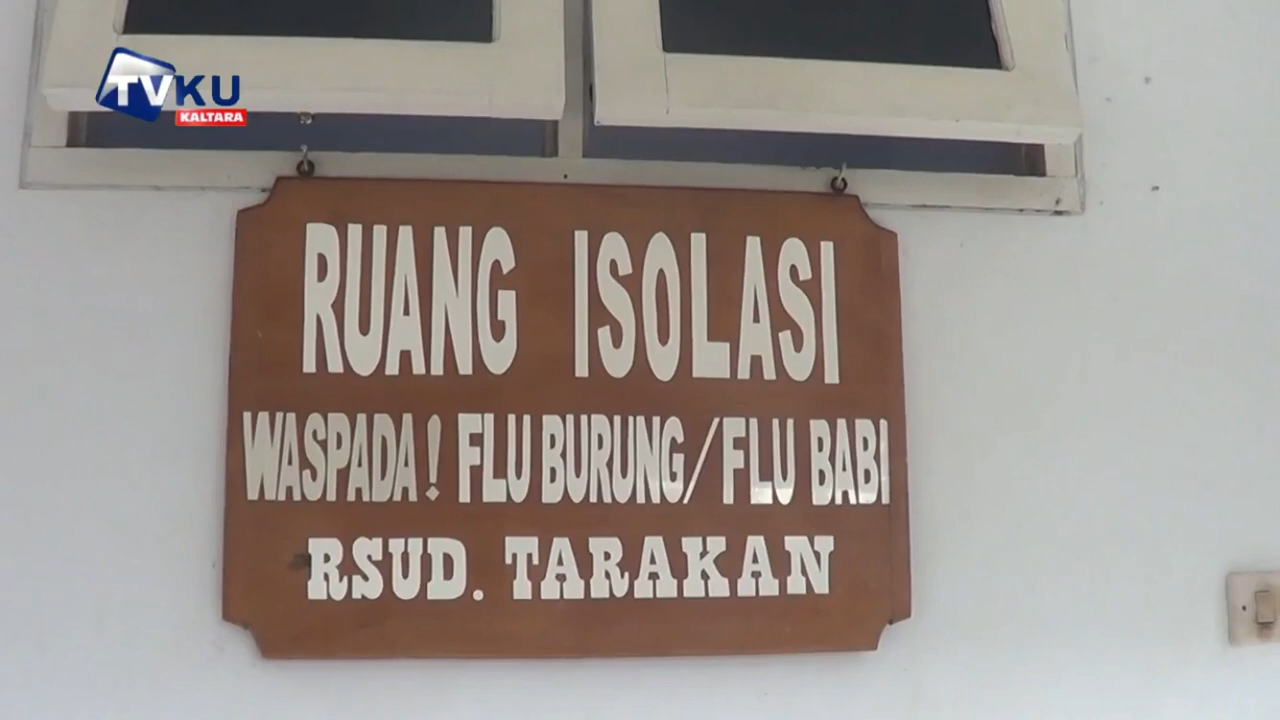 TVKU
KALTARA
RUANG ISOLASI
WASPADA! FLU BURUNG/FLU BABI
RSUD. TARAKAN